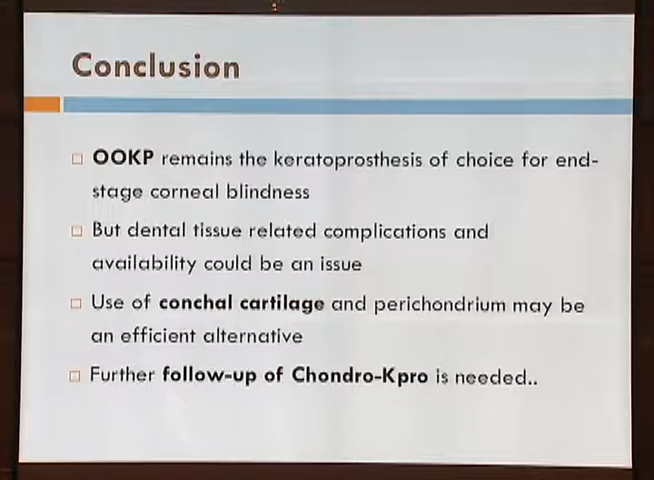 Conclusion
OOKP remains the keratoprosthesis of choice for end-
stage corneal blindness
But dental tissue related complications and
availability could be an issue
Use of conchal cartilage and perichondrium may be
an efficient alternative
Further follow-up of Chondro-Kpro is needed..